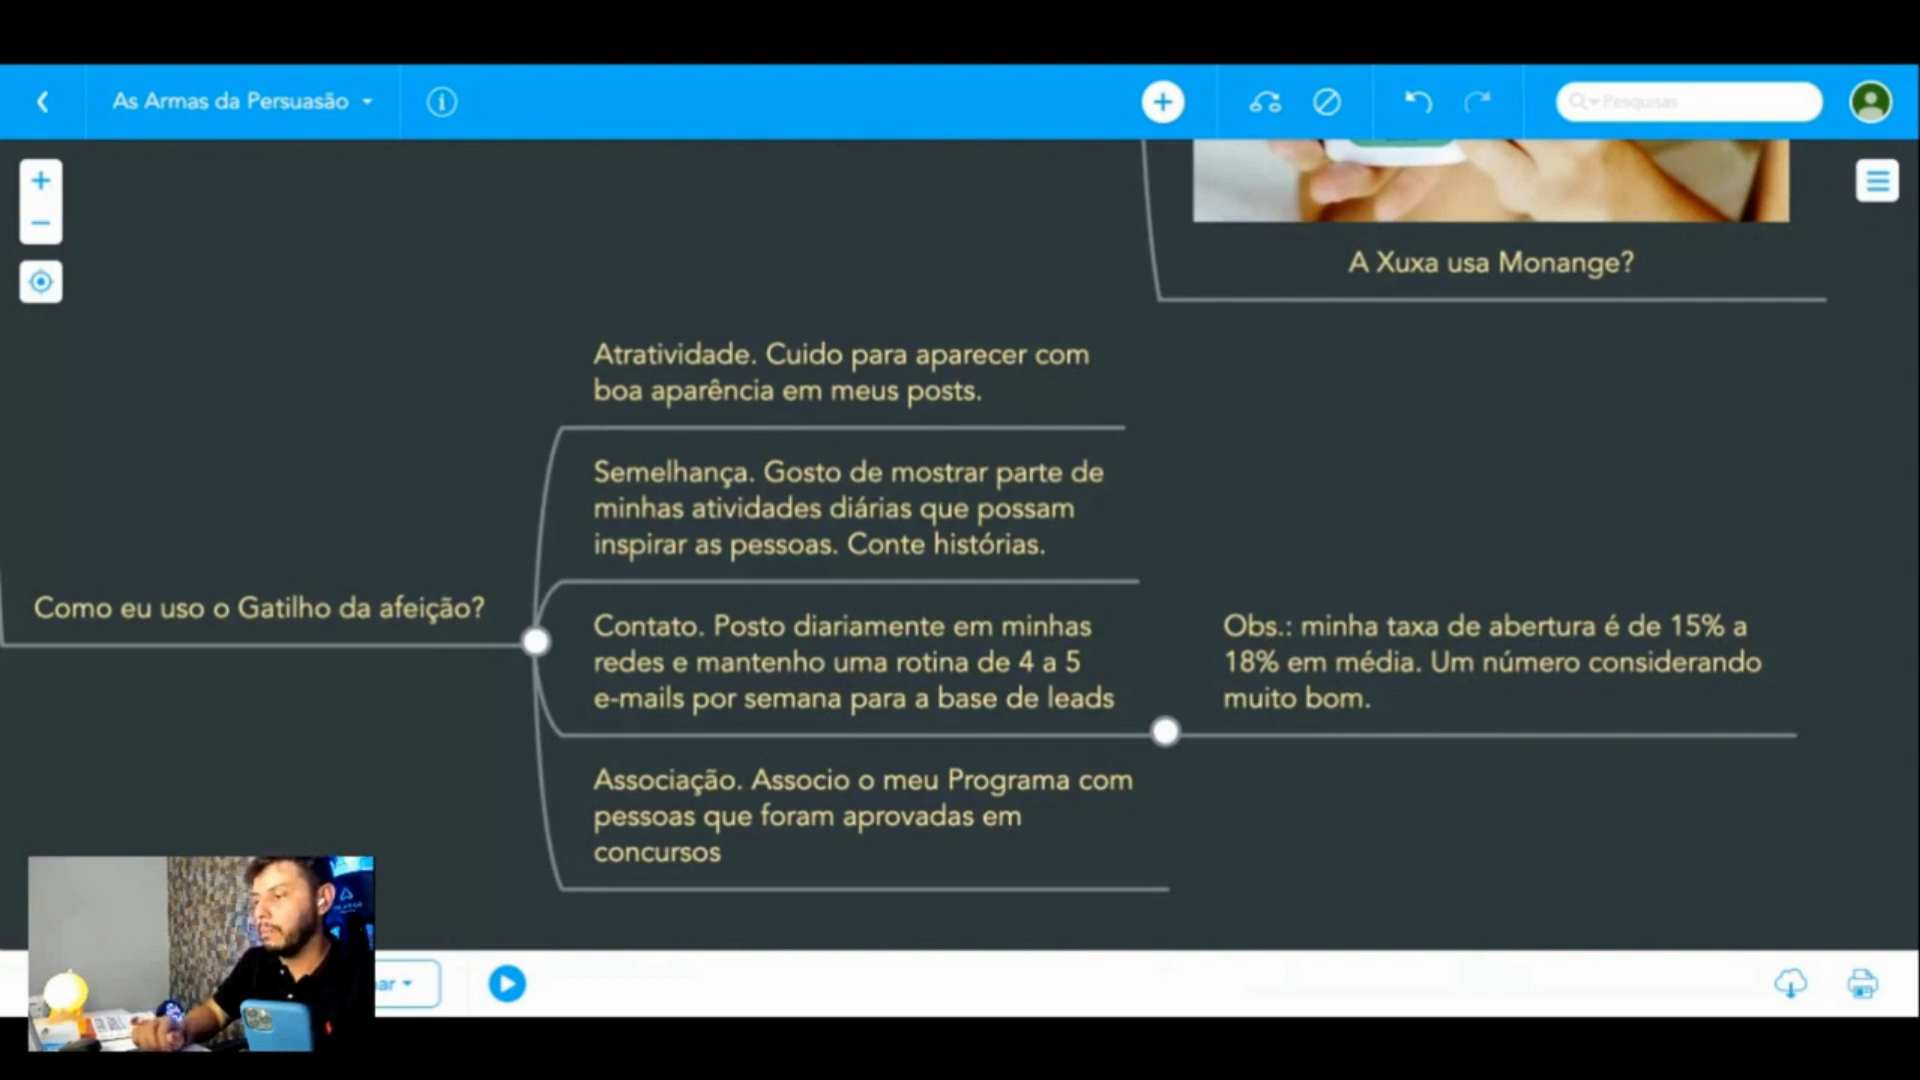 As Armas da Persuasão
Pesquisas
A Xuxa usa Monange?
Atratividade. Cuido para aparecer com
boa aparência em meus posts.
Semelhança. Gosto de mostrar parte de
minhas atividades diárias que possam
inspirar as pessoas. Conte histórias.
Como eu uso o Gatilho da afeição?
Contato. Posto diariamente em minhas
redes e mantenho uma rotina de 4 a 5
e-mails por semana para a base de leads
Obs.: minha taxa de abertura é de 15% a
18% em média. Um número considerando
muito bom.
Associação. Associo o meu Programa com
pessoas que foram aprovadas em
concursos
ar